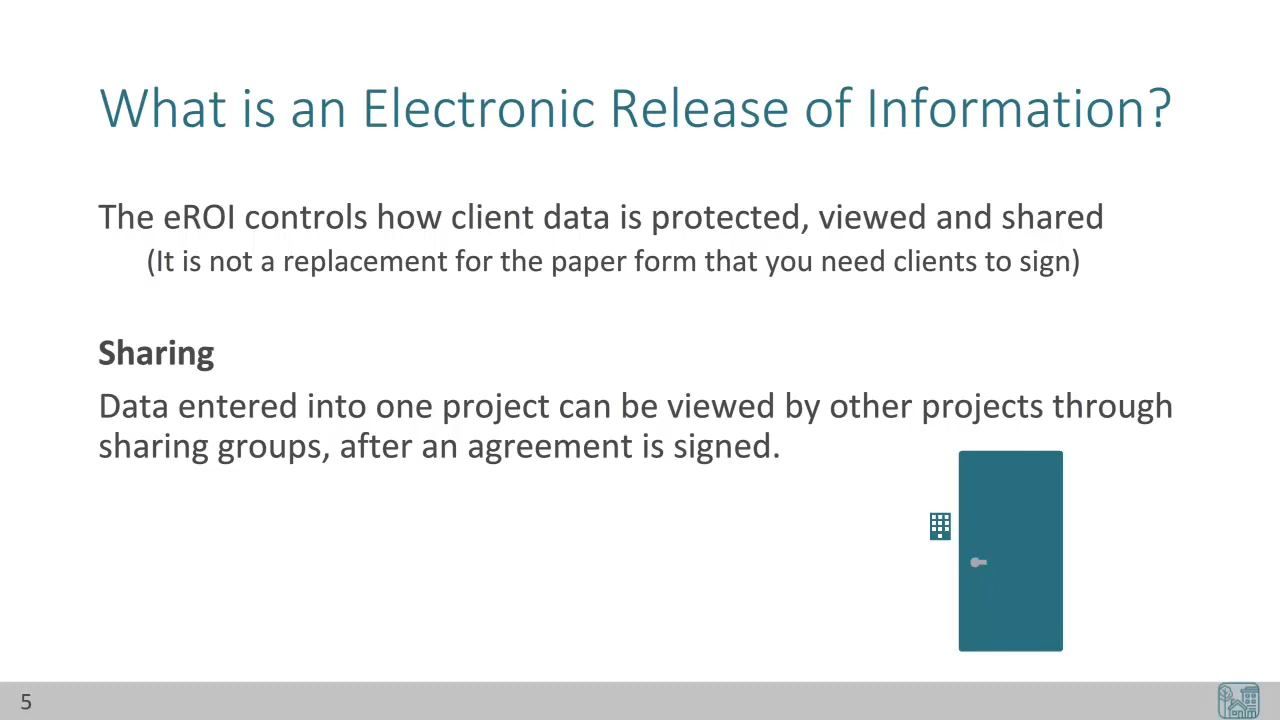 What is an Electronic Release of Information?
The eROI controls how client data is protected, viewed and shared
(It is not a replacement for the paper form that you need clients to sign)
Sharing
Data entered into one project can be viewed by other projects through
sharing groups, after an agreement is signed.
5